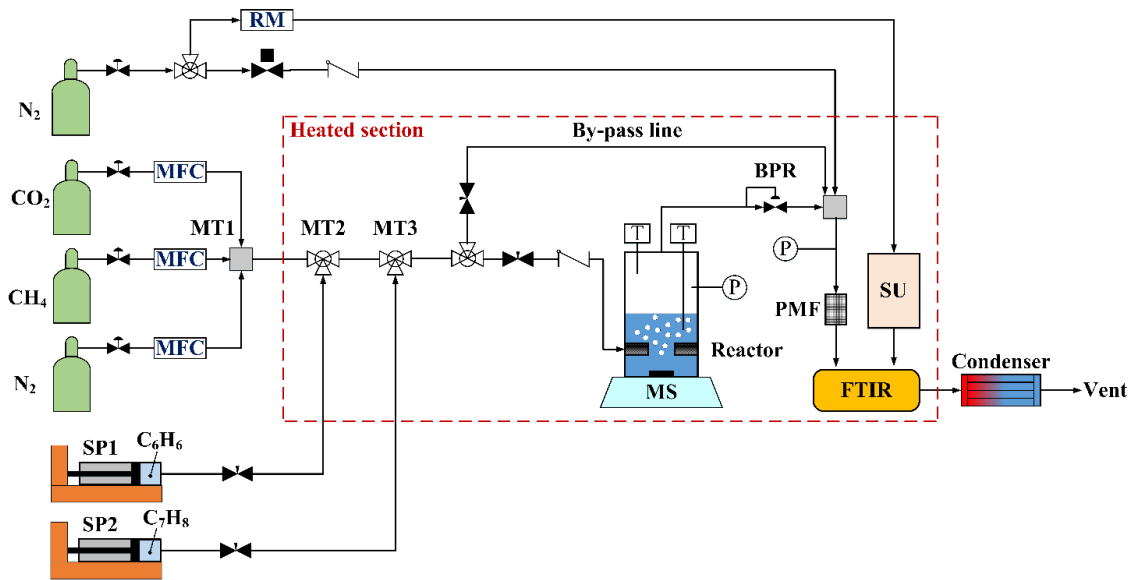 RM
N₂
Heated section
By-pass line
BPR
CO₂
MFC
MT1
MT2
MT3
T
T
P
P
CH₄
MFC
SU
PMF
Reactor
N₂
MFC
MS
FTIR
Condenser
Vent
SP1
C₆H₆
SP2
C₇H₈